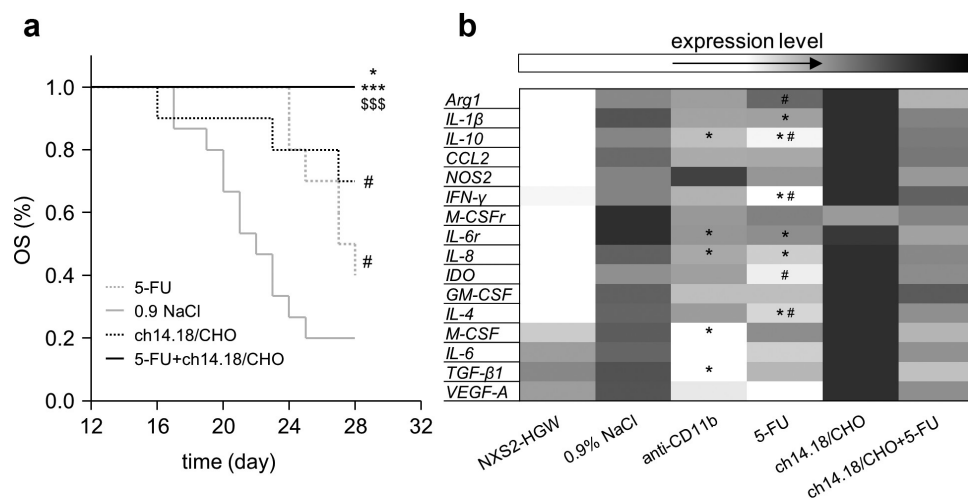 a
OS (%)
1.0
0.8
0.6
0.4
0.2
0.0
12 16 20 24 28 32
time (day)
*
***
$$$
#
#
5-FU
0.9 NaCl
ch14.18/CHO
5-FU+ch14.18/CHO
b
expression level
Arg1 #
IL-1β *
IL-10 * * #
CCL2
NOS2
IFN-γ * #
M-CSFr
IL-6r * *
IL-8 * *
IDO #
GM-CSF
IL-4 * #
M-CSF *
IL-6
TGF-β1 *
VEGF-A
NXS2-HGW
0.9% NaCl
anti-CD11b
5-FU
ch14.18/CHO
ch14.18/CHO+5-FU